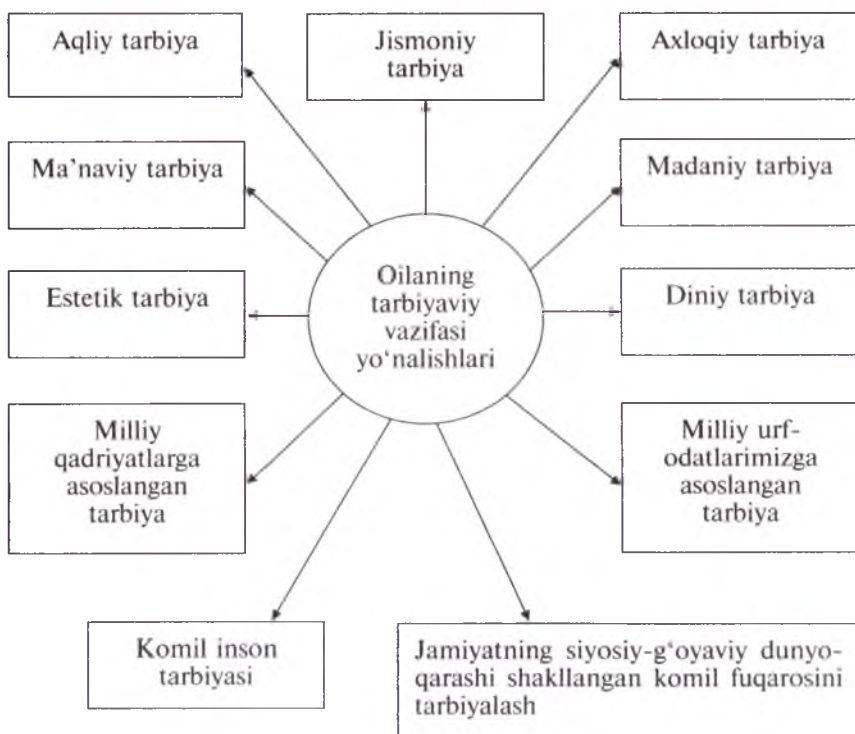 Aqliy tarbiya
Jismoniy
tarbiya
Axloqiy tarbiya
Ma'naviy tarbiya
Madaniy tarbiya
Oilaning
tarbiyaviy
vazifasi
yo‘nalishlari
Estetik tarbiya
Diniy tarbiya
Milliy
qadriyatlarga
asoslangan
tarbiya
Milliy urf-
odatlarimizga
asoslangan
tarbiya
Komil inson
tarbiyasi
Jamiyatning siyosiy-g‘oyaviy dunyo-
qarashi shakllangan komil fuqarosini
tarbiyalash